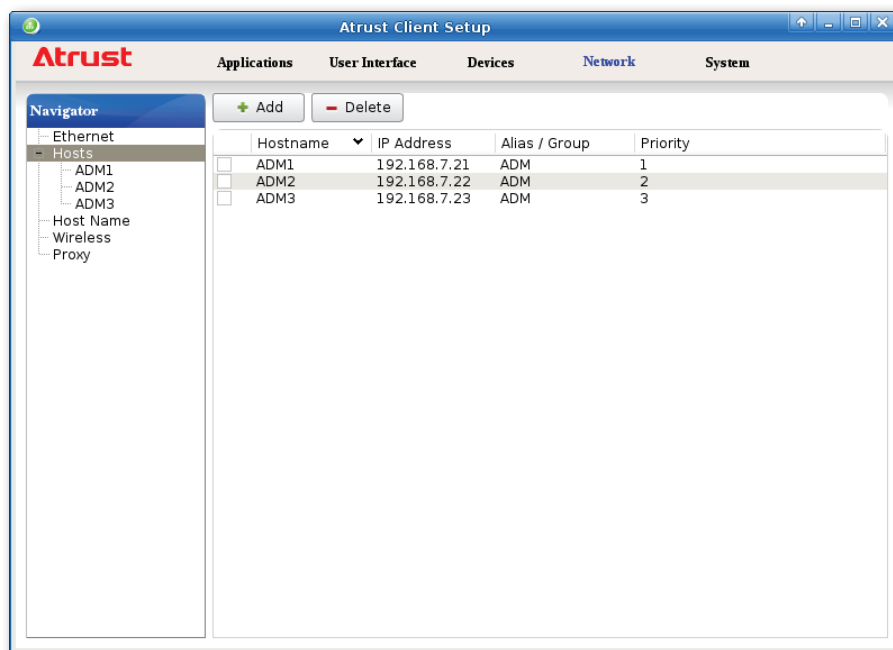 Atrust Client Setup
Atrust
Applications User Interface Devices Network System
Navigator
Ethernet
Hosts
ADM1
ADM2
ADM3
Host Name
Wireless
Proxy
Add Delete
Hostname IP Address Alias / Group Priority
ADM1 192.168.7.21 ADM 1
ADM2 192.168.7.22 ADM 2
ADM3 192.168.7.23 ADM 3